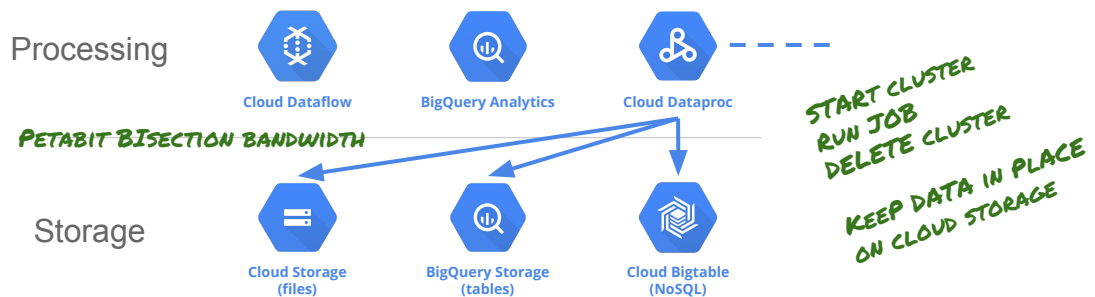 Processing
Cloud Dataflow
BigQuery Analytics
Cloud Dataproc
START CLUSTER
RUN JOB
DELETE CLUSTER
PETABIT BISECTION BANDWIDTH
KEEP DATA IN PLACE
ON CLOUD STORAGE
Storage
Cloud Storage
(files)
BigQuery Storage
(tables)
Cloud Bigtable
(NoSQL)